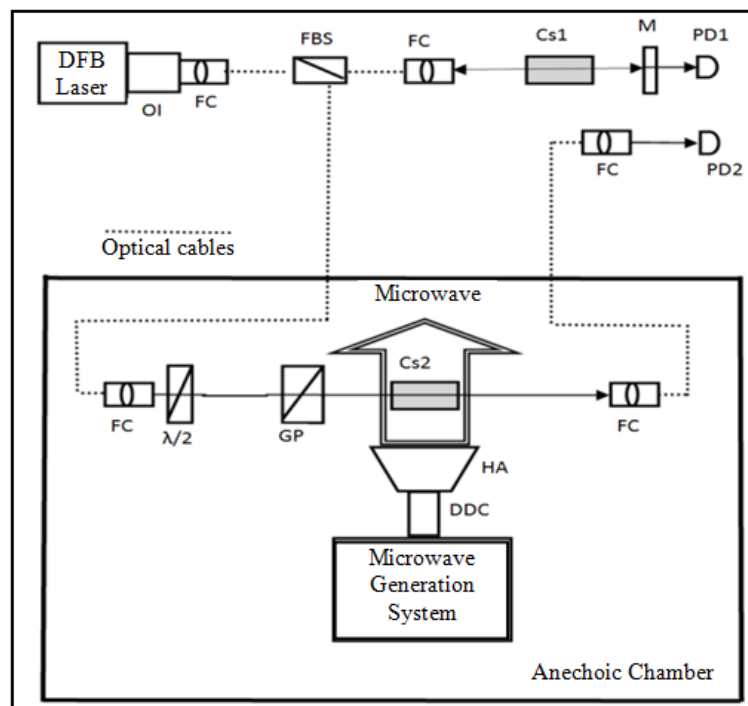 DFB
Laser
OI
FC
FBS
FC
Cs1
M
PD1
FC
PD2
Optical cables
Microwave
FC
λ/2
GP
Cs2
FC
HA
DDC
Microwave
Generation
System
Anechoic Chamber